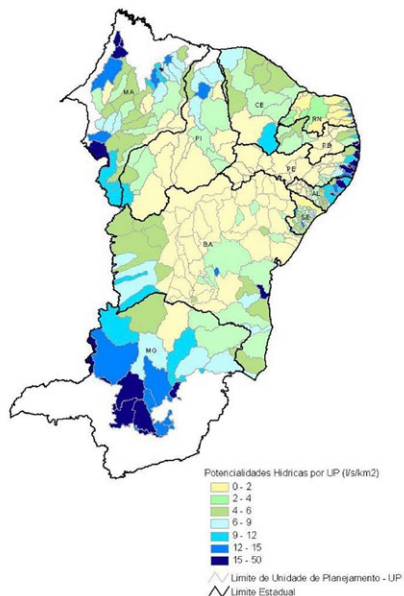 MA
CE
RN
PI
PB
PE
AL
SE
BA
MG
Potencialidades Hídricas por UP (l/s/km2)
0 - 2
2 - 4
4 - 6
6 - 9
9 - 12
12 - 15
15 - 50
Limite de Unidade de Planejamento - UP
Limite Estadual